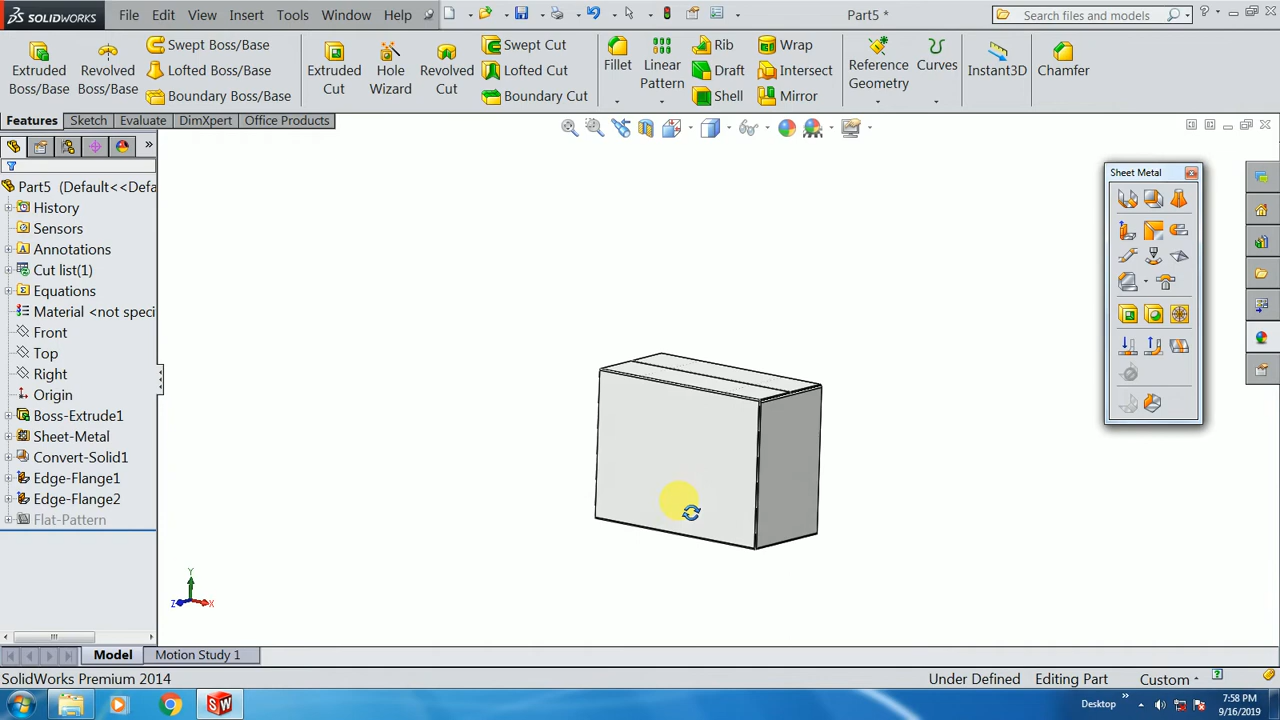 SOLIDWORKS File Edit View Insert Tools Window Help Part5 * Search files and models
Extruded Boss/Base
Revolved Boss/Base
Swept Boss/Base
Lofted Boss/Base
Boundary Boss/Base
Extruded Cut
Hole Wizard
Revolved Cut
Swept Cut
Lofted Cut
Boundary Cut
Fillet
Linear Pattern
Rib
Draft
Shell
Wrap
Intersect
Mirror
Reference Geometry
Curves
Instant3D
Chamfer
Features Sketch Evaluate DimXpert Office Products
Sheet Metal
Part5 (Default<<Defa
History
Sensors
Annotations
Cut list(1)
Equations
Material <not speci
Front
Top
Right
Origin
Boss-Extrude1
Sheet-Metal
Convert-Solid1
Edge-Flange1
Edge-Flange2
Flat-Pattern
Y
Z X
Model Motion Study 1
SolidWorks Premium 2014 Under Defined Editing Part Custom
Desktop 7:58 PM
9/16/2019